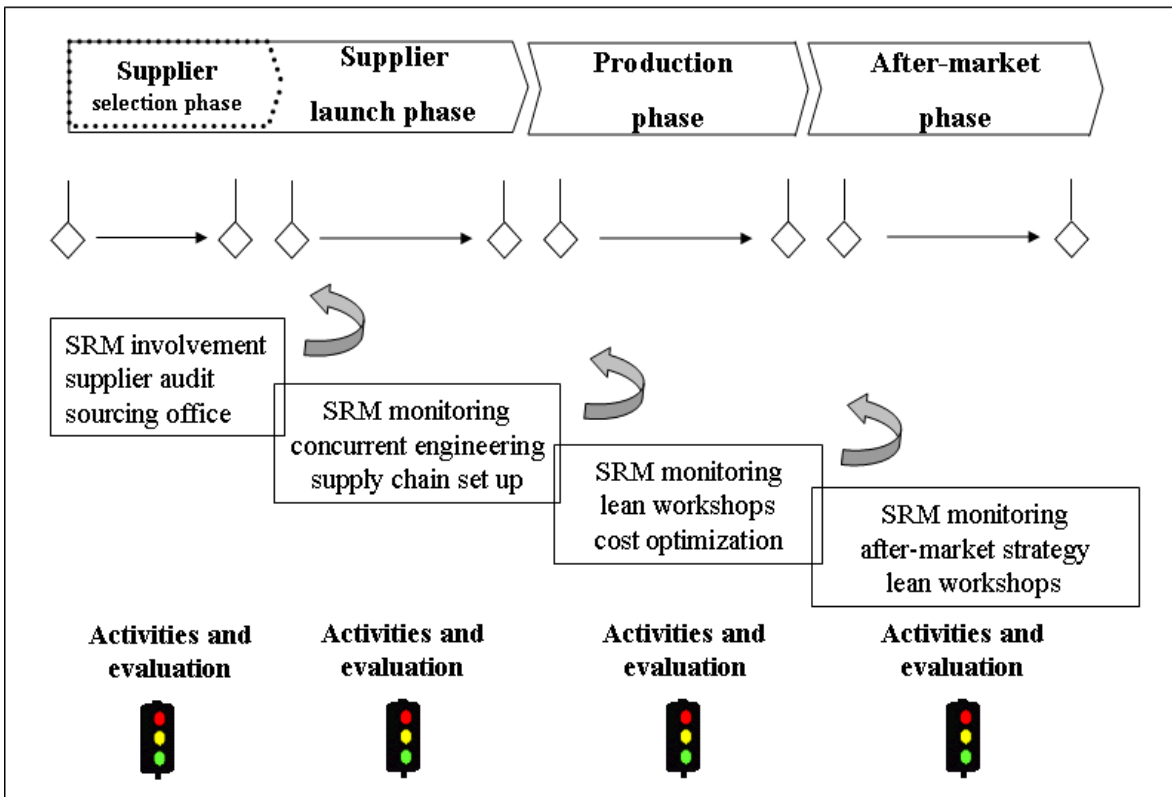 Supplier
selection phase
Supplier
launch phase
Production
phase
After-market
phase
SRM involvement
supplier audit
sourcing office
SRM monitoring
concurrent engineering
supply chain set up
SRM monitoring
lean workshops
cost optimization
SRM monitoring
after-market strategy
lean workshops
Activities and
evaluation
Activities and
evaluation
Activities and
evaluation
Activities and
evaluation